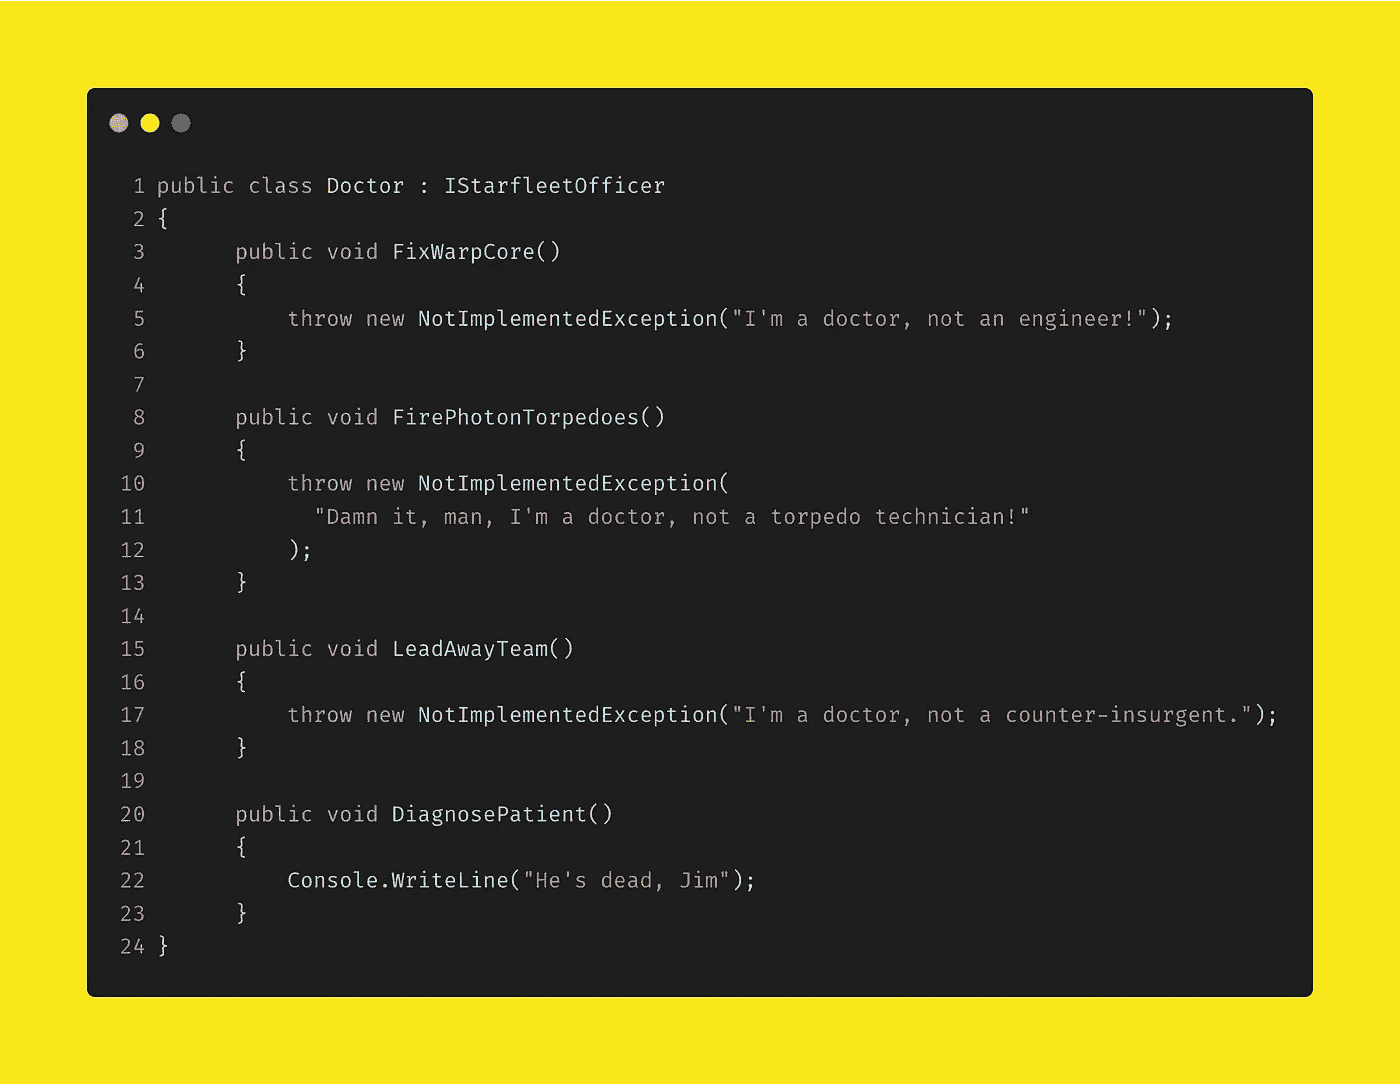 1 public class Doctor : IStarfleetOfficer
2 {
3       public void FixWarpCore()
4       {
5           throw new NotImplementedException("I'm a doctor, not an engineer!");
6       }
7
8       public void FirePhotonTorpedoes()
9       {
10          throw new NotImplementedException(
11            "Damn it, man, I'm a doctor, not a torpedo technician!"
12          );
13      }
14
15      public void LeadAwayTeam()
16      {
17          throw new NotImplementedException("I'm a doctor, not a counter-insurgent.");
18      }
19
20      public void DiagnosePatient()
21      {
22          Console.WriteLine("He's dead, Jim");
23      }
24 }